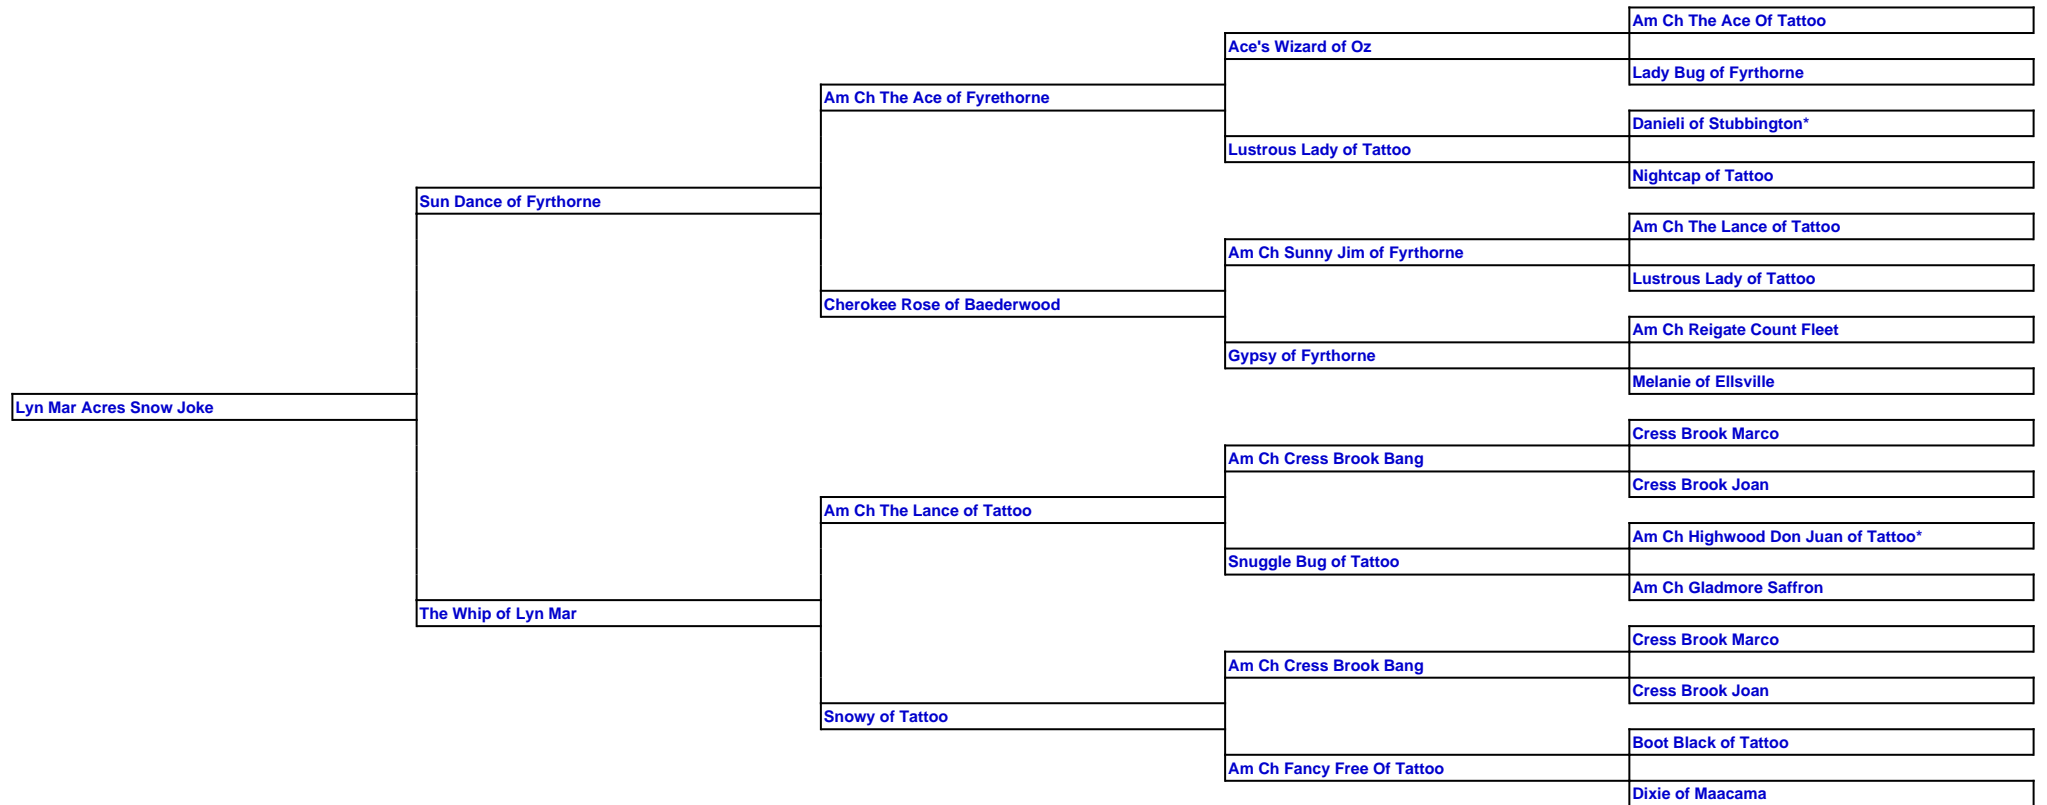 Am Ch The Ace Of Tattoo
Ace's Wizard of Oz
Lady Bug of Fyrthorne
Am Ch The Ace of Fyrethorne
Danieli of Stubbington*
Lustrous Lady of Tattoo
Nightcap of Tattoo
Sun Dance of Fyrthorne
Am Ch The Lance of Tattoo
Am Ch Sunny Jim of Fyrthorne
Lustrous Lady of Tattoo
Cherokee Rose of Baederwood
Am Ch Reigate Count Fleet
Gypsy of Fyrthorne
Melanie of Ellsville
Lyn Mar Acres Snow Joke
Cress Brook Marco
Am Ch Cress Brook Bang
Cress Brook Joan
Am Ch The Lance of Tattoo
Am Ch Highwood Don Juan of Tattoo*
Snuggle Bug of Tattoo
Am Ch Gladmore Saffron
The Whip of Lyn Mar
Cress Brook Marco
Am Ch Cress Brook Bang
Cress Brook Joan
Snowy of Tattoo
Boot Black of Tattoo
Am Ch Fancy Free Of Tattoo
Dixie of Maacama